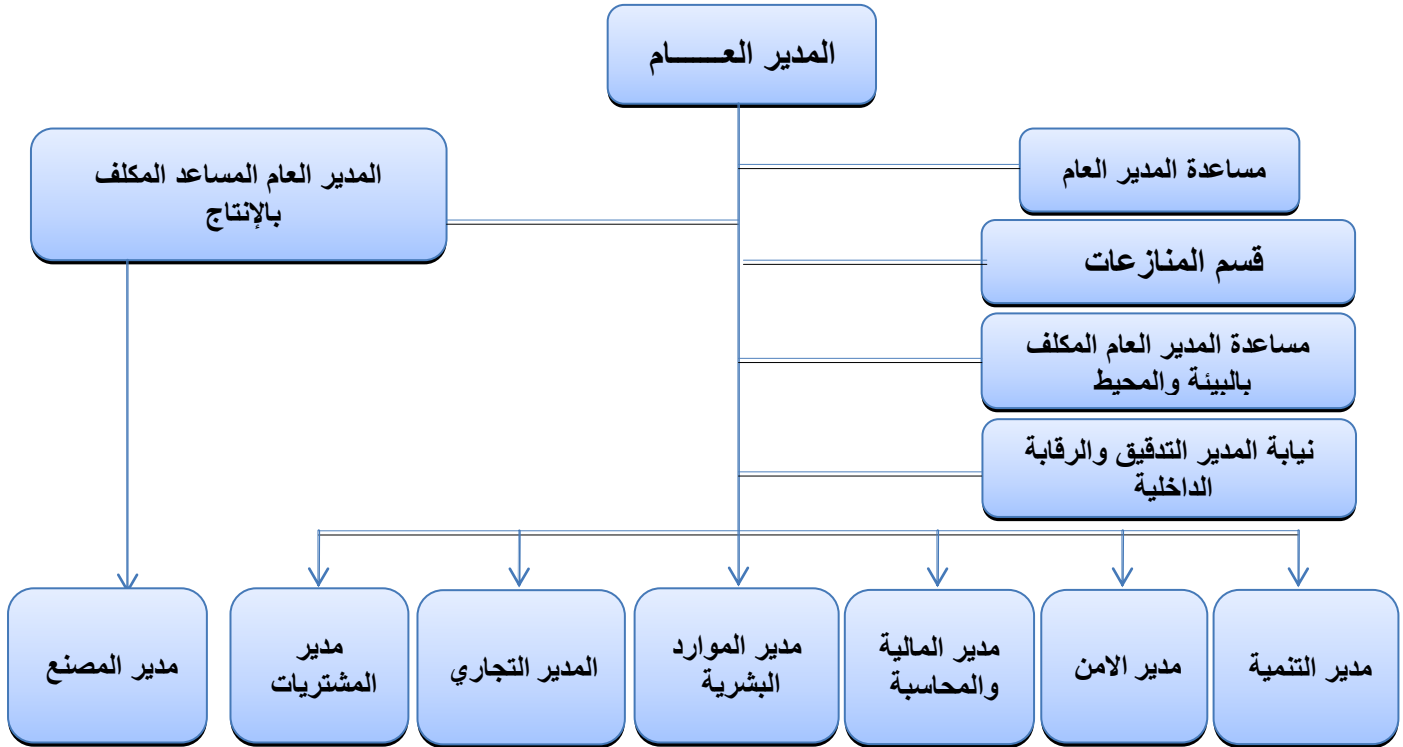 المدير العـــــــام
مساعدة المدير العام
المدير العام المساعد المكلف
بالإنتاج
قسم المنازعات
مساعدة المدير العام المكلف
بالبيئة والمحيط
نيابة المدير التدقيق والرقابة
الداخلية
مدير التنمية
مدير الامن
مدير المالية
والمحاسبة
مدير الموارد
البشرية
المدير التجاري
مدير
المشتريات
مدير المصنع